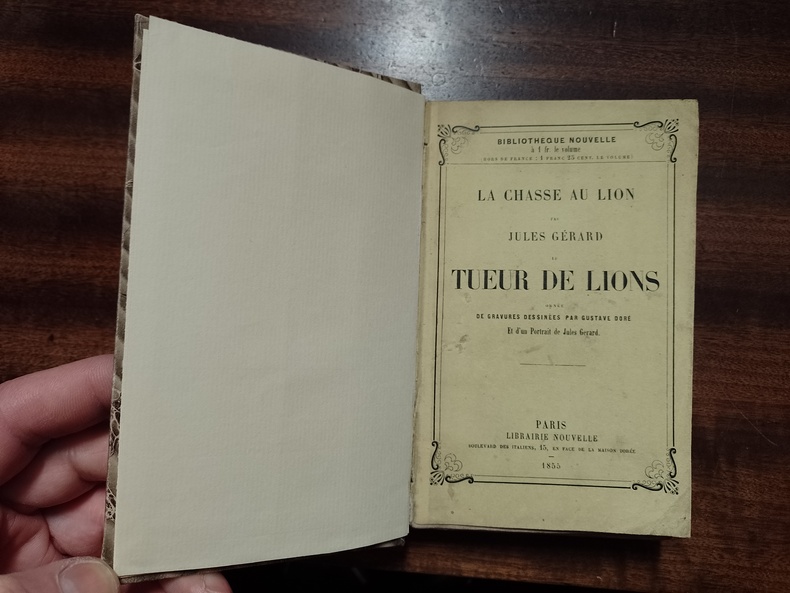 BIBLIOTHEQUE NOUVELLE
à 1 fr. le volume
HORS DE FRANCE : 1 FRANC 25 CENT. LE VOLUME
LA CHASSE AU LION
PAR
JULES GÉRARD
LE
TUEUR DE LIONS
ORNÉE
DE GRAVURES DESSINÉES PAR GUSTAVE DORÉ
Et d'un Portrait de Jules Gérard.
PARIS
LIBRAIRIE NOUVELLE
BOULEVARD DES ITALIENS, 15, EN FACE DE LA MAISON DORÉE
1855